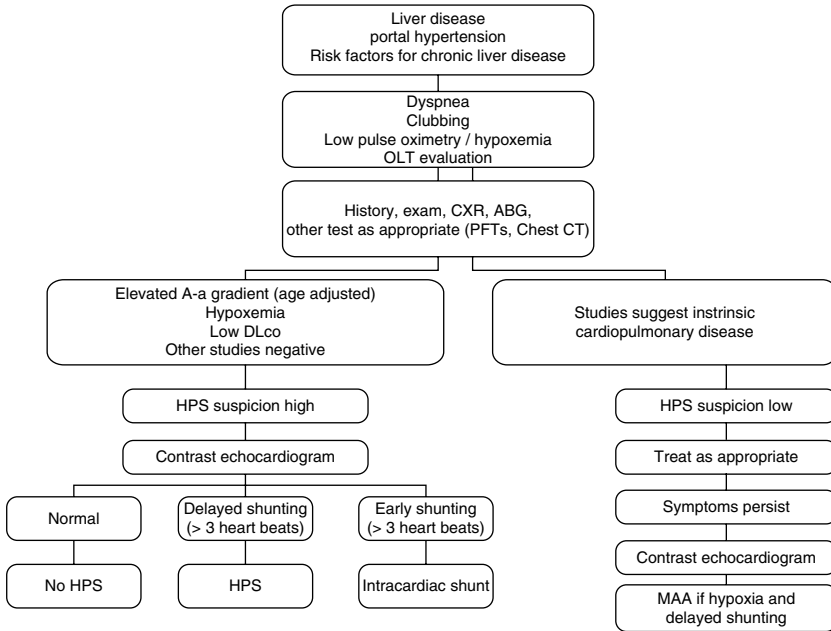 Liver disease
portal hypertension
Risk factors for chronic liver disease
Dyspnea
Clubbing
Low pulse oximetry / hypoxemia
OLT evaluation
History, exam, CXR, ABG,
other test as appropriate (PFTs, Chest CT)
Elevated A-a gradient (age adjusted)
Hypoxemia
Low DLco
Other studies negative
HPS suspicion high
Contrast echocardiogram
Normal
Delayed shunting
(> 3 heart beats)
Early shunting
(> 3 heart beats)
No HPS
HPS
Intracardiac shunt
Studies suggest instrinsic
cardiopulmonary disease
HPS suspicion low
Treat as appropriate
Symptoms persist
Contrast echocardiogram
MAA if hypoxia and
delayed shunting